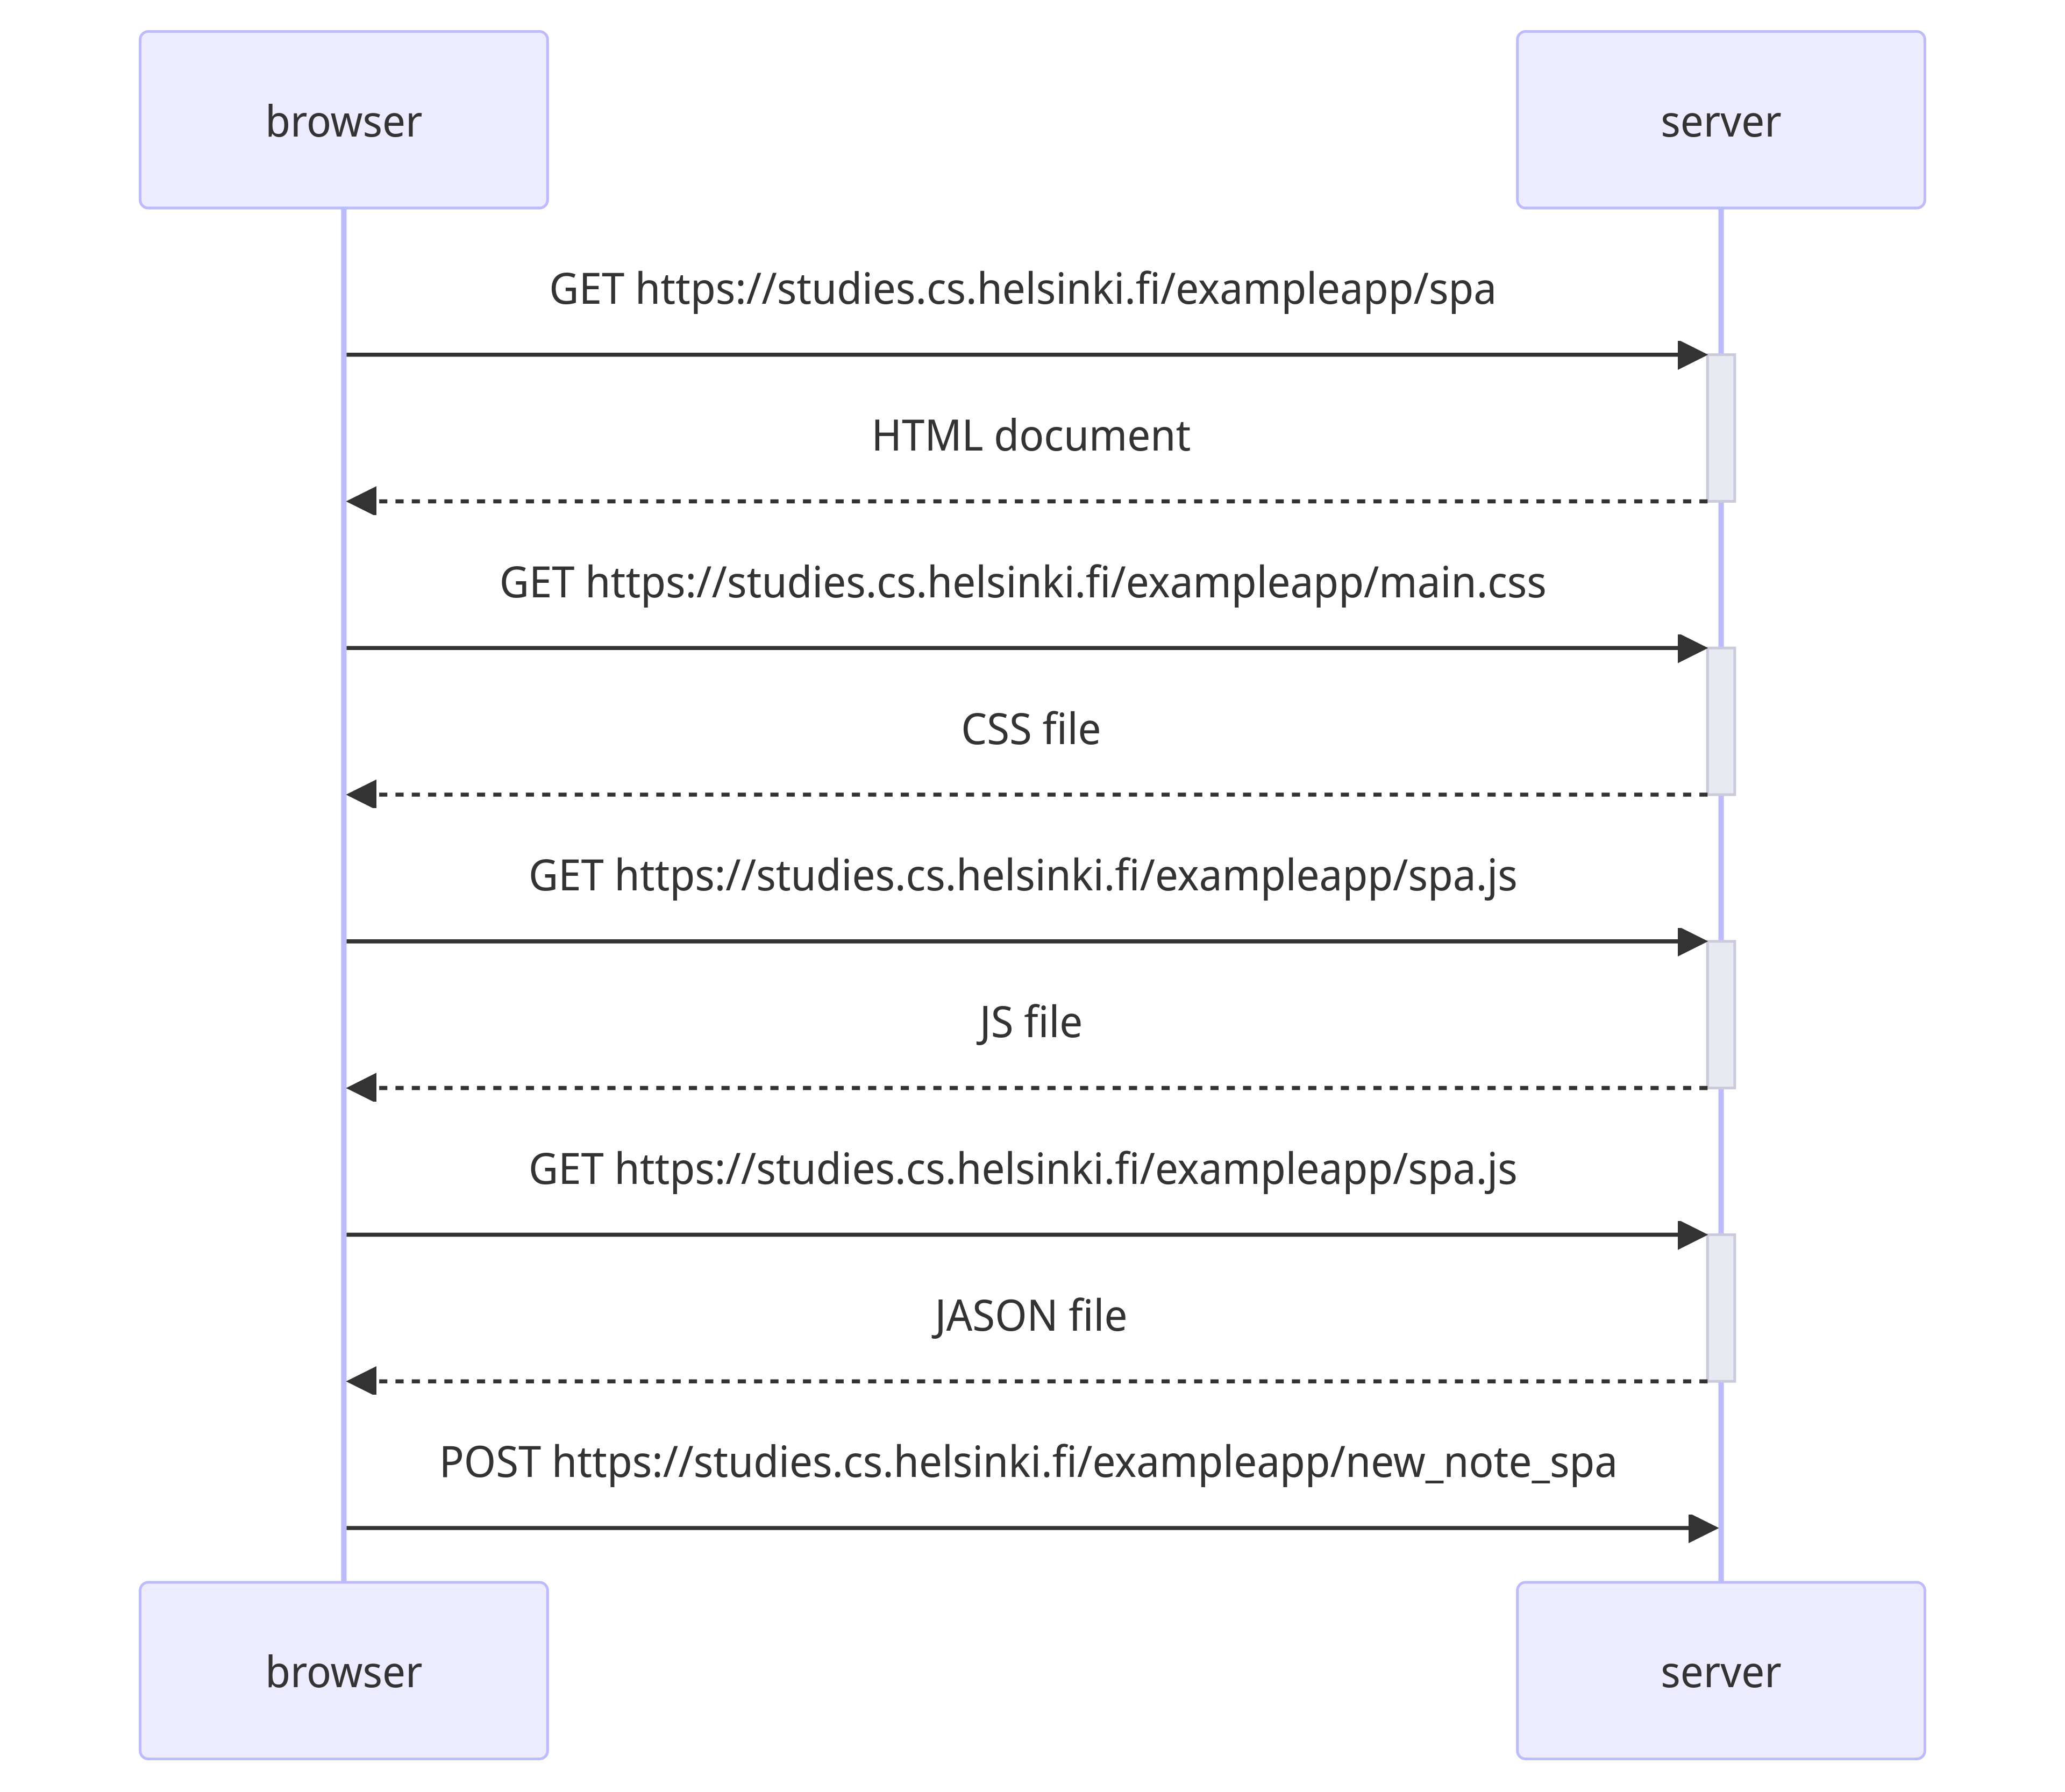 browser
server
GET https://studies.cs.helsinki.fi/exampleapp/spa
HTML document
GET https://studies.cs.helsinki.fi/exampleapp/main.css
CSS file
GET https://studies.cs.helsinki.fi/exampleapp/spa.js
JS file
GET https://studies.cs.helsinki.fi/exampleapp/spa.js
JASON file
POST https://studies.cs.helsinki.fi/exampleapp/new_note_spa
browser
server